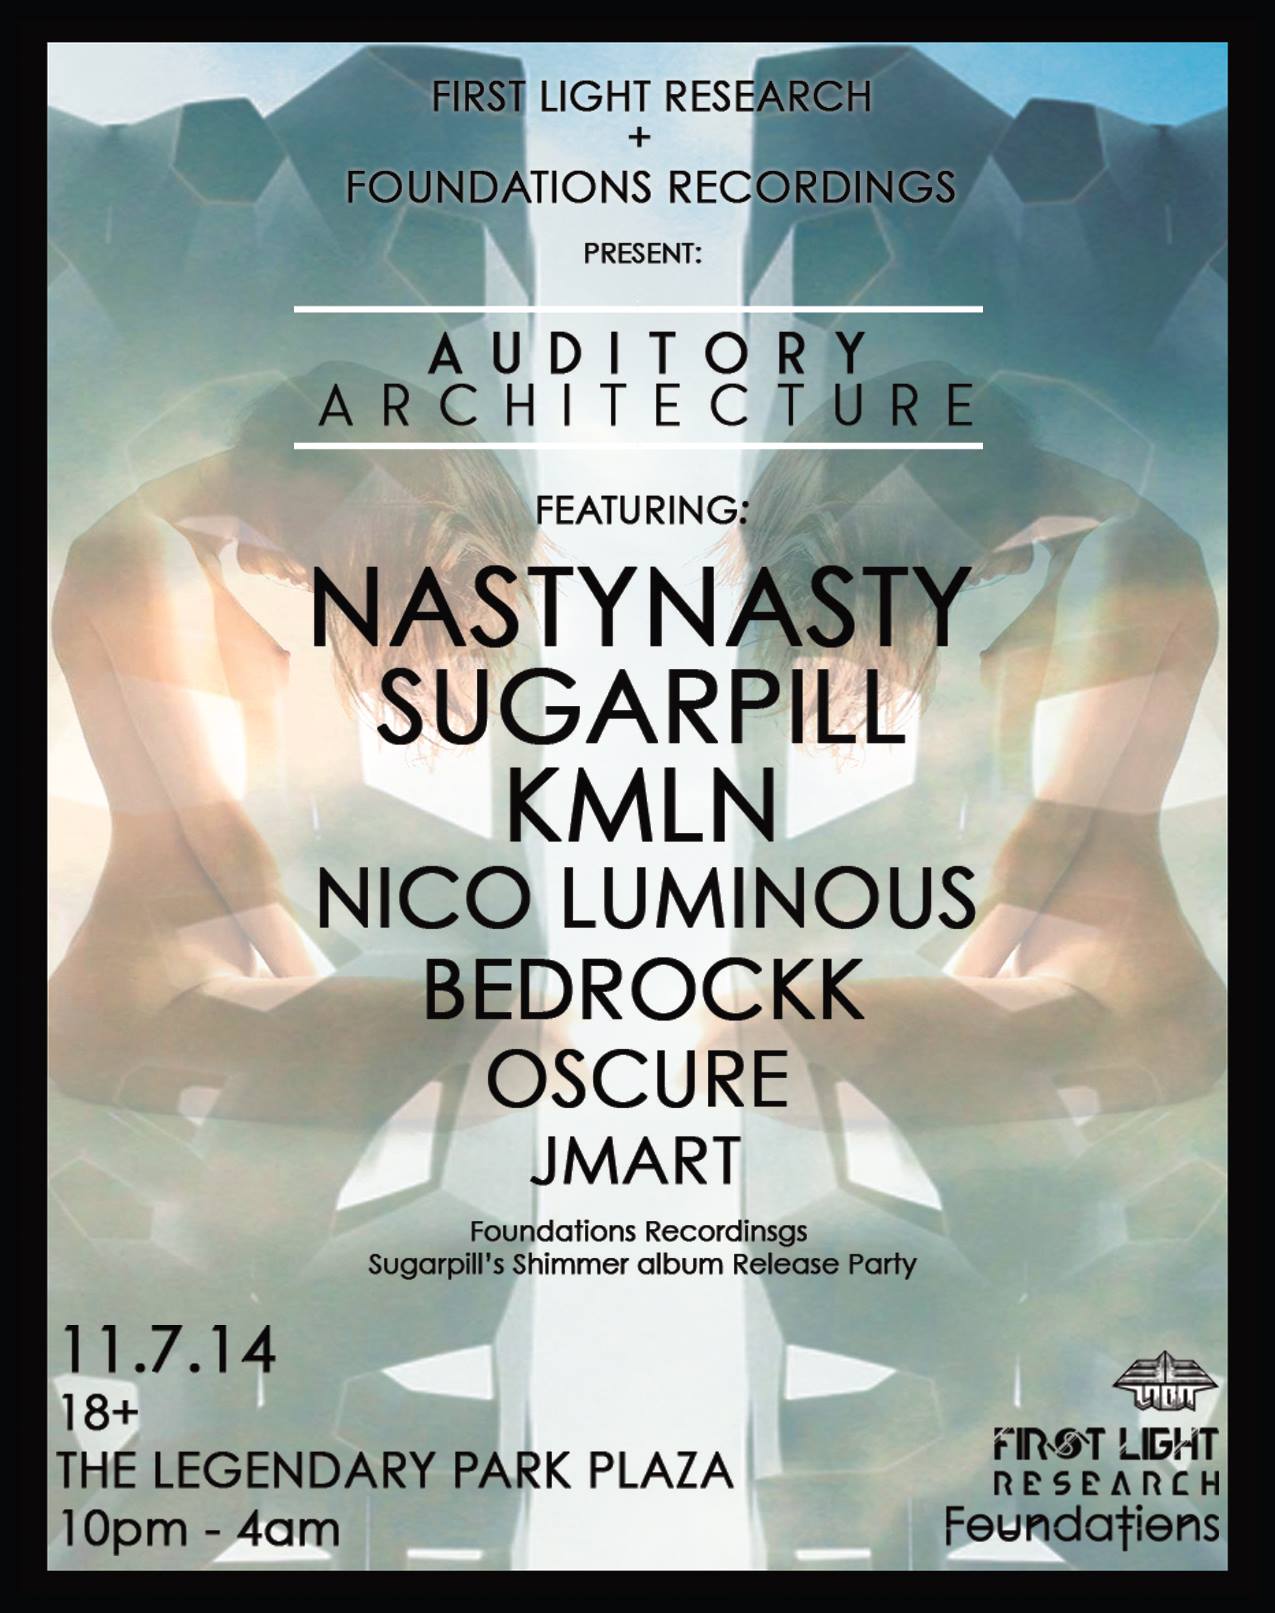 FIRST LIGHT RESEARCH
+
FOUNDATIONS RECORDINGS
PRESENT:
AUDITORY
ARCHITECTURE
FEATURING:
NASTYNASTY
SUGARPILL
KMLN
NICO LUMINOUS
BEDROCKK
OSCURE
JMART
Foundations Recordinsgs
Sugarpill's Shimmer album Release Party
11.7.14
18+
THE LEGENDARY PARK PLAZA
10pm - 4am
FIRST LIGHT
RESEARCH
Foundations